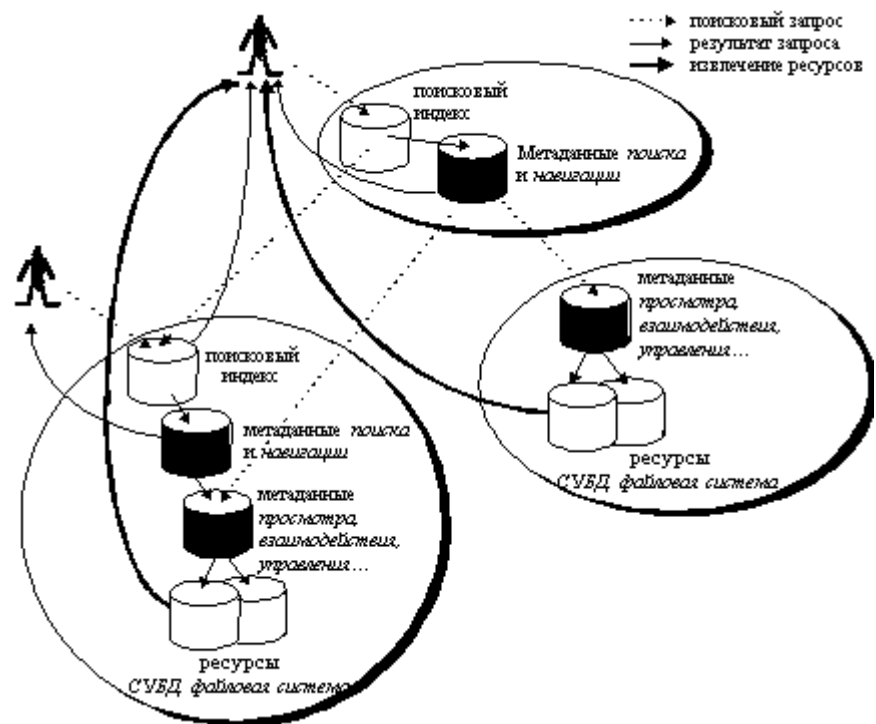 поисковый запрос
результат запроса
извлечение ресурсов
поисковый
индекс
Метаданные поиска
и навигации
метаданные
просмотра,
взаимодействия,
управления...
ресурсы
СУБД, файловая система
поисковый
индекс
метаданные поиска
и навигации
метаданные
просмотра,
взаимодействия,
управления...
ресурсы
СУБД, файловая система